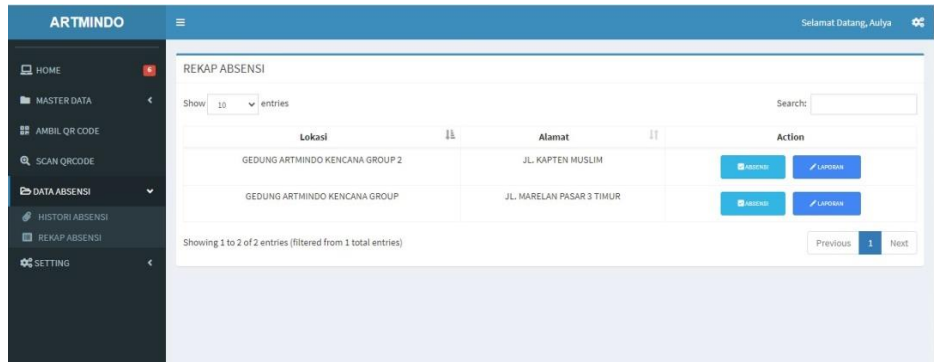 ARTMINDO
Selamat Datang, Aulya
HOME 6
MASTER DATA
AMBIL QR CODE
SCAN QRCODE
DATA ABSENSI
HISTORI ABSENSI
REKAP ABSENSI
SETTING
REKAP ABSENSI
Show 10 entries
Search:
Lokasi Alamat Action
GEDUNG ARTMINDO KENCANA GROUP 2 JL. KAPTEN MUSLIM ABSENSI LAPORAN
GEDUNG ARTMINDO KENCANA GROUP JL. MARELAN PASAR 3 TIMUR ABSENSI LAPORAN
Showing 1 to 2 of 2 entries (filtered from 1 total entries)
Previous 1 Next